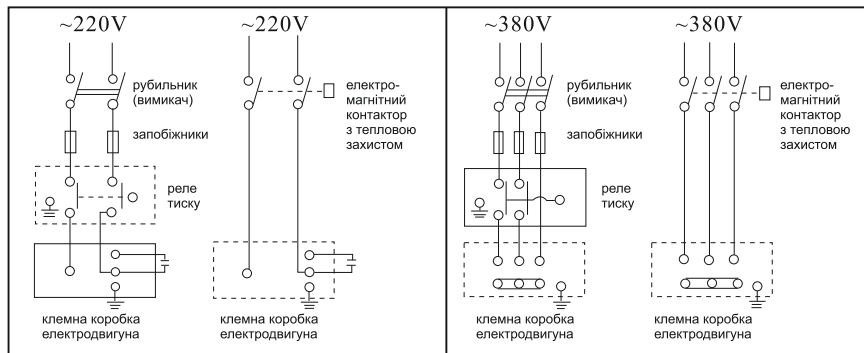 ~220V
рубильник
(вимикач)
запобіжники
реле
тиску
клемна коробка
електродвигуна
~220V
електро-
магнітний
контактор
з тепловою
захистом
клемна коробка
електродвигуна
~380V
рубильник
(вимикач)
запобіжники
реле
тиску
клемна коробка
електродвигуна
~380V
електро-
магнітний
контактор
з тепловою
захистом
клемна коробка
електродвигуна